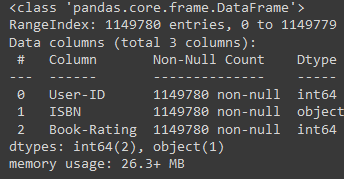 <class 'pandas.core.frame.DataFrame'>
RangeIndex: 1149780 entries, 0 to 1149779
Data columns (total 3 columns):
 #   Column       Non-Null Count    Dtype
---  ------       --------------    -----
 0   User-ID      1149780 non-null  int64
 1   ISBN         1149780 non-null  object
 2   Book-Rating  1149780 non-null  int64
dtypes: int64(2), object(1)
memory usage: 26.3+ MB